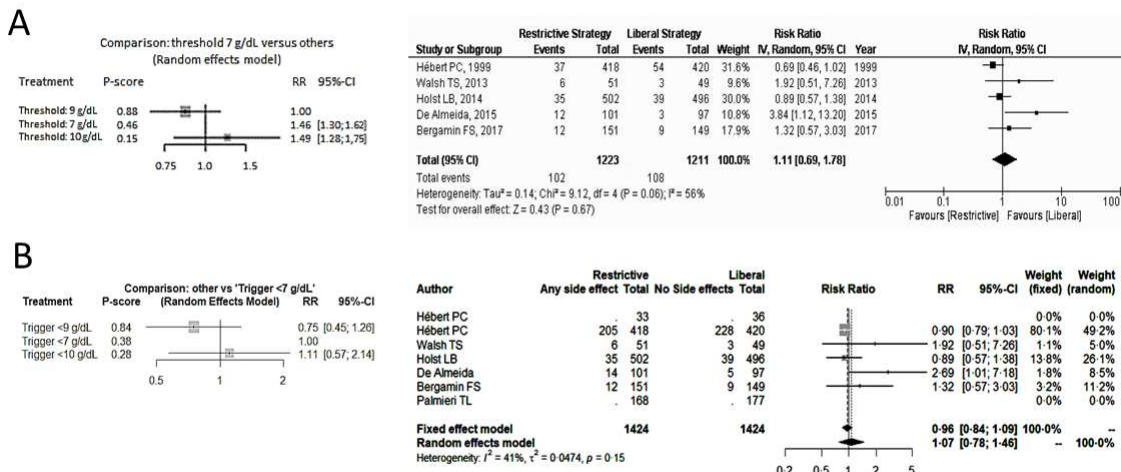 A
Comparison: threshold 7 g/dL versus others
(Random effects model)
Treatment P-score RR 95%-CI
Threshold: 9 g/dL 0.88 1.00
Threshold: 7 g/dL 0.46 1.46 [1.30;1.62]
Threshold: 10 g/dL 0.15 1.49 [1.28;1,75]
0.75 1.0 1.5
Restrictive Strategy Liberal Strategy Risk Ratio Risk Ratio
Study or Subgroup Events Total Events Total Weight IV, Random, 95% CI Year IV, Random, 95% CI
Hébert PC, 1999 37 418 54 420 31.6% 0.69 [0.46, 1.02] 1999
Walsh TS, 2013 6 51 3 49 9.6% 1.92 [0.51, 7.26] 2013
Holst LB, 2014 35 502 39 496 30.0% 0.89 [0.57, 1.38] 2014
De Almeida, 2015 12 101 3 97 10.9% 3.84 [1.12, 13.20] 2015
Bergamin FS, 2017 12 151 9 149 17.9% 1.32 [0.57, 3.03] 2017
Total (95% CI) 1223 1211 100.0% 1.11 [0.69, 1.78]
Total events 102 108
Heterogeneity: Tau² = 0.14; Chi² = 9.12, df = 4 (P = 0.06); I² = 56%
Test for overall effect: Z = 0.43 (P = 0.67)
0.01 0.1 1 10 100
Favours [Restrictive] Favours [Liberal]
B
Comparison: other vs 'Trigger <7 g/dL'
Treatment P-score (Random Effects Model) RR 95%-CI
Trigger <9 g/dL 0.84 0.75 [0.45; 1.26]
Trigger <7 g/dL 0.38 1.00
Trigger <10 g/dL 0.28 1.11 [0.57; 2.14]
0.5 1 2
Restrictive Liberal Weight Weight
Author Any side effect Total No Side effects Total Risk Ratio RR 95%-CI (fixed) (random)
Hébert PC . 33 . 36 0·0% 0·0%
Hébert PC 205 418 228 420 0·90 [0·79; 1·03] 80·1% 49·2%
Walsh TS 6 51 3 49 1·92 [0·51; 7·26] 1·1% 5·0%
Holst LB 35 502 39 496 0·89 [0·57; 1·38] 13·8% 26·1%
De Almeida 14 101 5 97 2·69 [1·01; 7·18] 1·8% 8·5%
Bergamin FS 12 151 9 149 1·32 [0·57; 3·03] 3·2% 11·2%
Palmieri TL . 168 . 177 0·0% 0·0%
Fixed effect model 1424 1424 0·96 [0·84; 1·09] 100·0% --
Random effects model 1·07 [0·78; 1·46] -- 100·0%
Heterogeneity: I² = 41%, τ² = 0·0474, p = 0·15
0·2 0·5 1 2 5